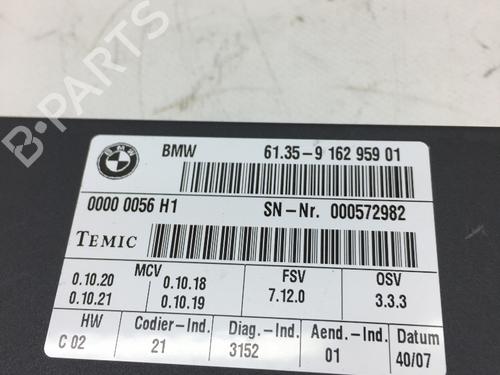 B-PARTS
BMW 61.35-9 162 959 01
0000 0056 H1 SN-Nr. 000572982
TEMIC
MCV FSV OSV
0.10.20 0.10.18 7.12.0 3.3.3
0.10.21 0.10.19
HW Codier-Ind. Diag.-Ind. Aend.-Ind. Datum
C 02 21 3152 01 40/07